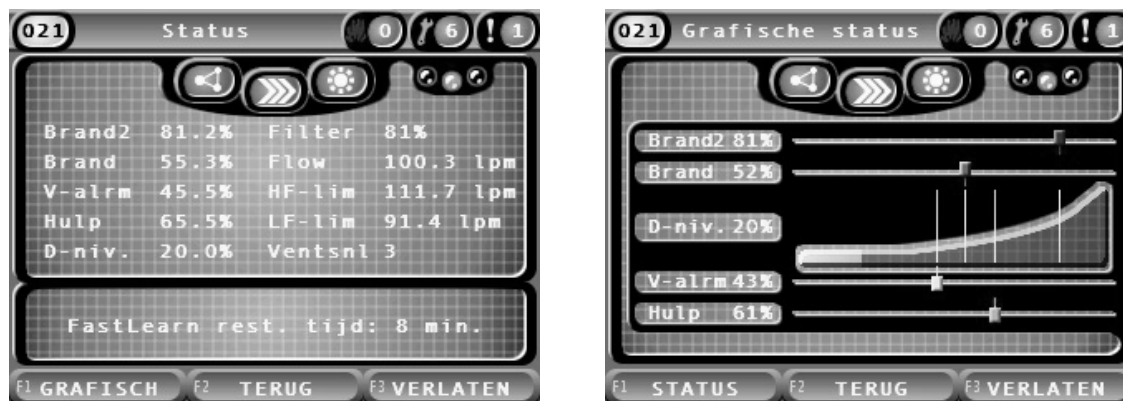 021 Status 0 6 ! 1
Brand2 81.2% Filter 81%
Brand 55.3% Flow 100.3 lpm
V-alrm 45.5% HF-lim 111.7 lpm
Hulp 65.5% LF-lim 91.4 lpm
D-niv. 20.0% Ventsnl 3
FastLearn rest. tijd: 8 min.
F1 GRAFISCH F2 TERUG F3 VERLATEN
021 Grafische status 0 6 ! 1
Brand2 81%
Brand 52%
D-niv. 20%
V-alrm 43%
Hulp 61%
F1 STATUS F2 TERUG F3 VERLATEN